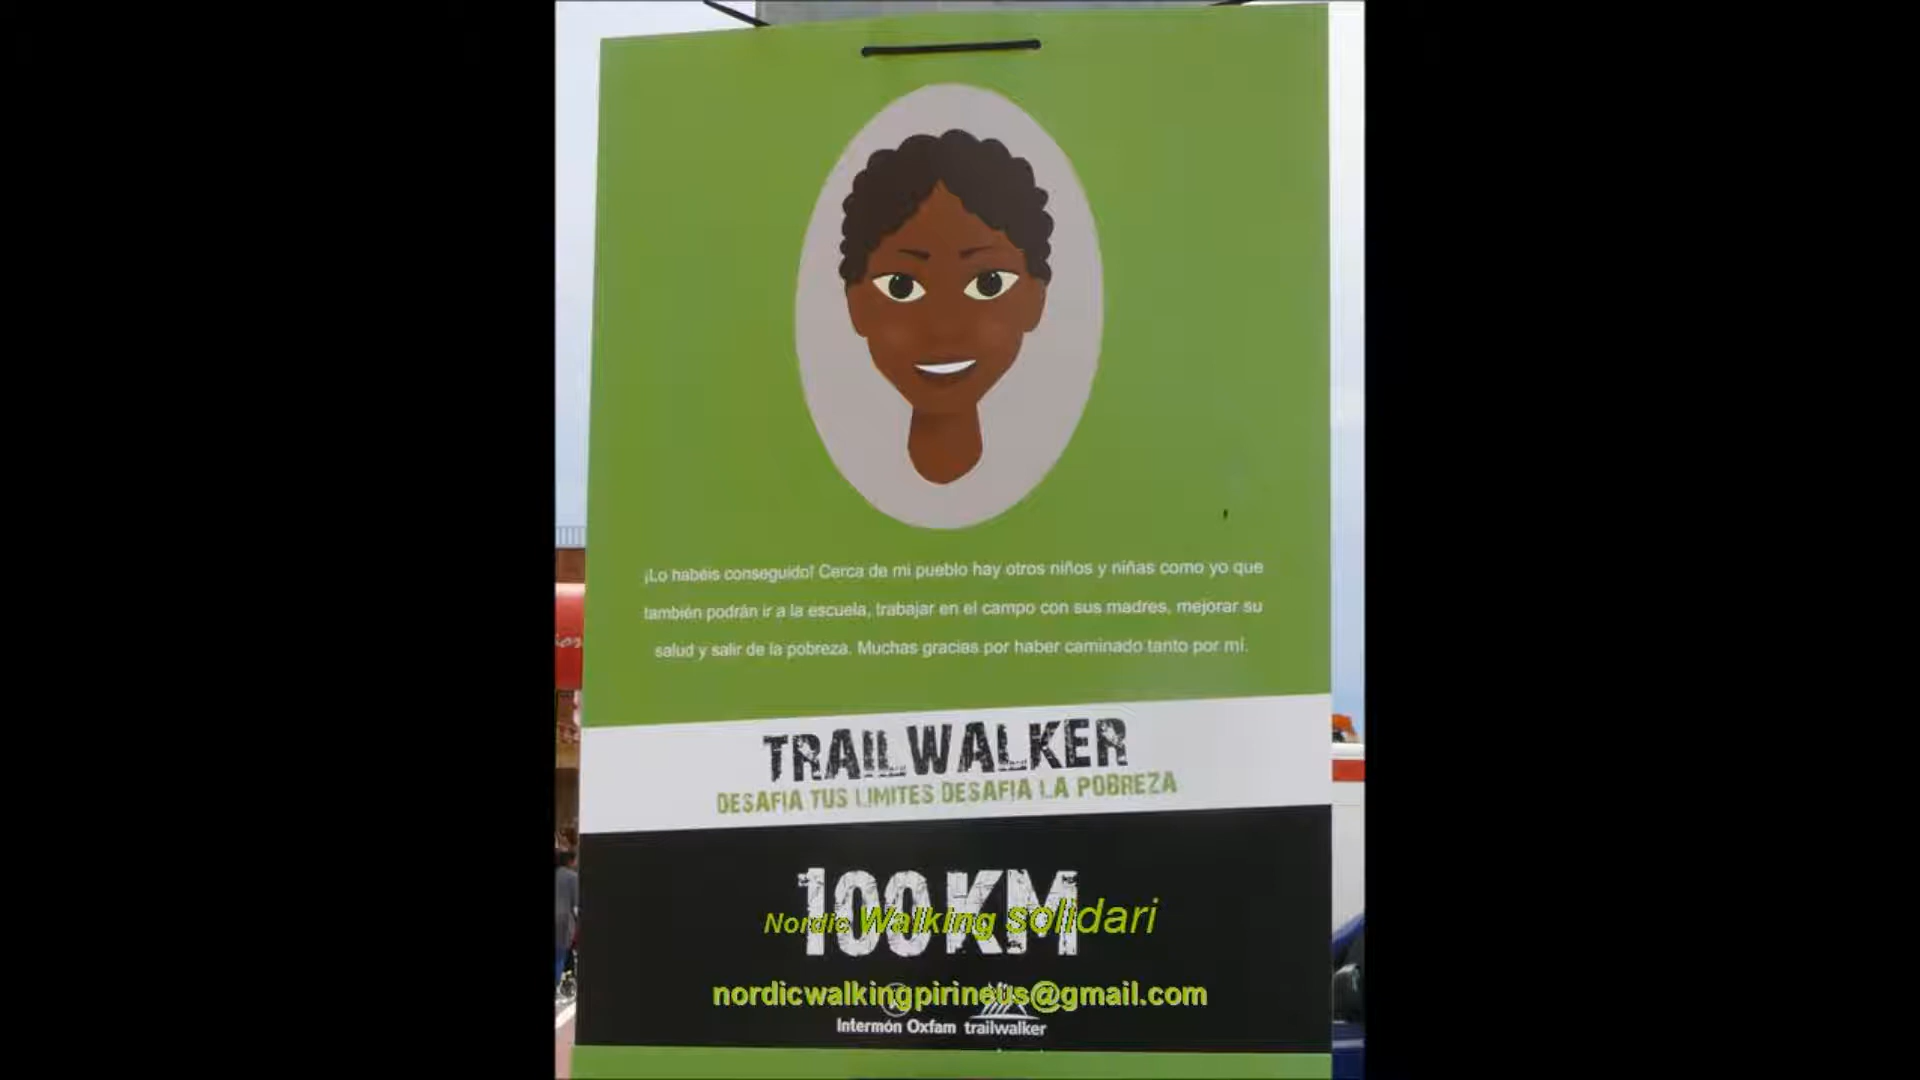 ¡Lo habéis conseguido! Cerca de mi pueblo hay otros niños y niñas como yo que
también podrán ir a la escuela, trabajar en el campo con sus madres, mejorar su
salud y salir de la pobreza. Muchas gracias por haber caminado tanto por mí.
TRAILWALKER
DESAFIA TUS LIMITES DESAFIA LA POBREZA
100KM
Nordic Walking solidari
nordicwalkingpirineus@gmail.com
Intermón Oxfam trailwalker